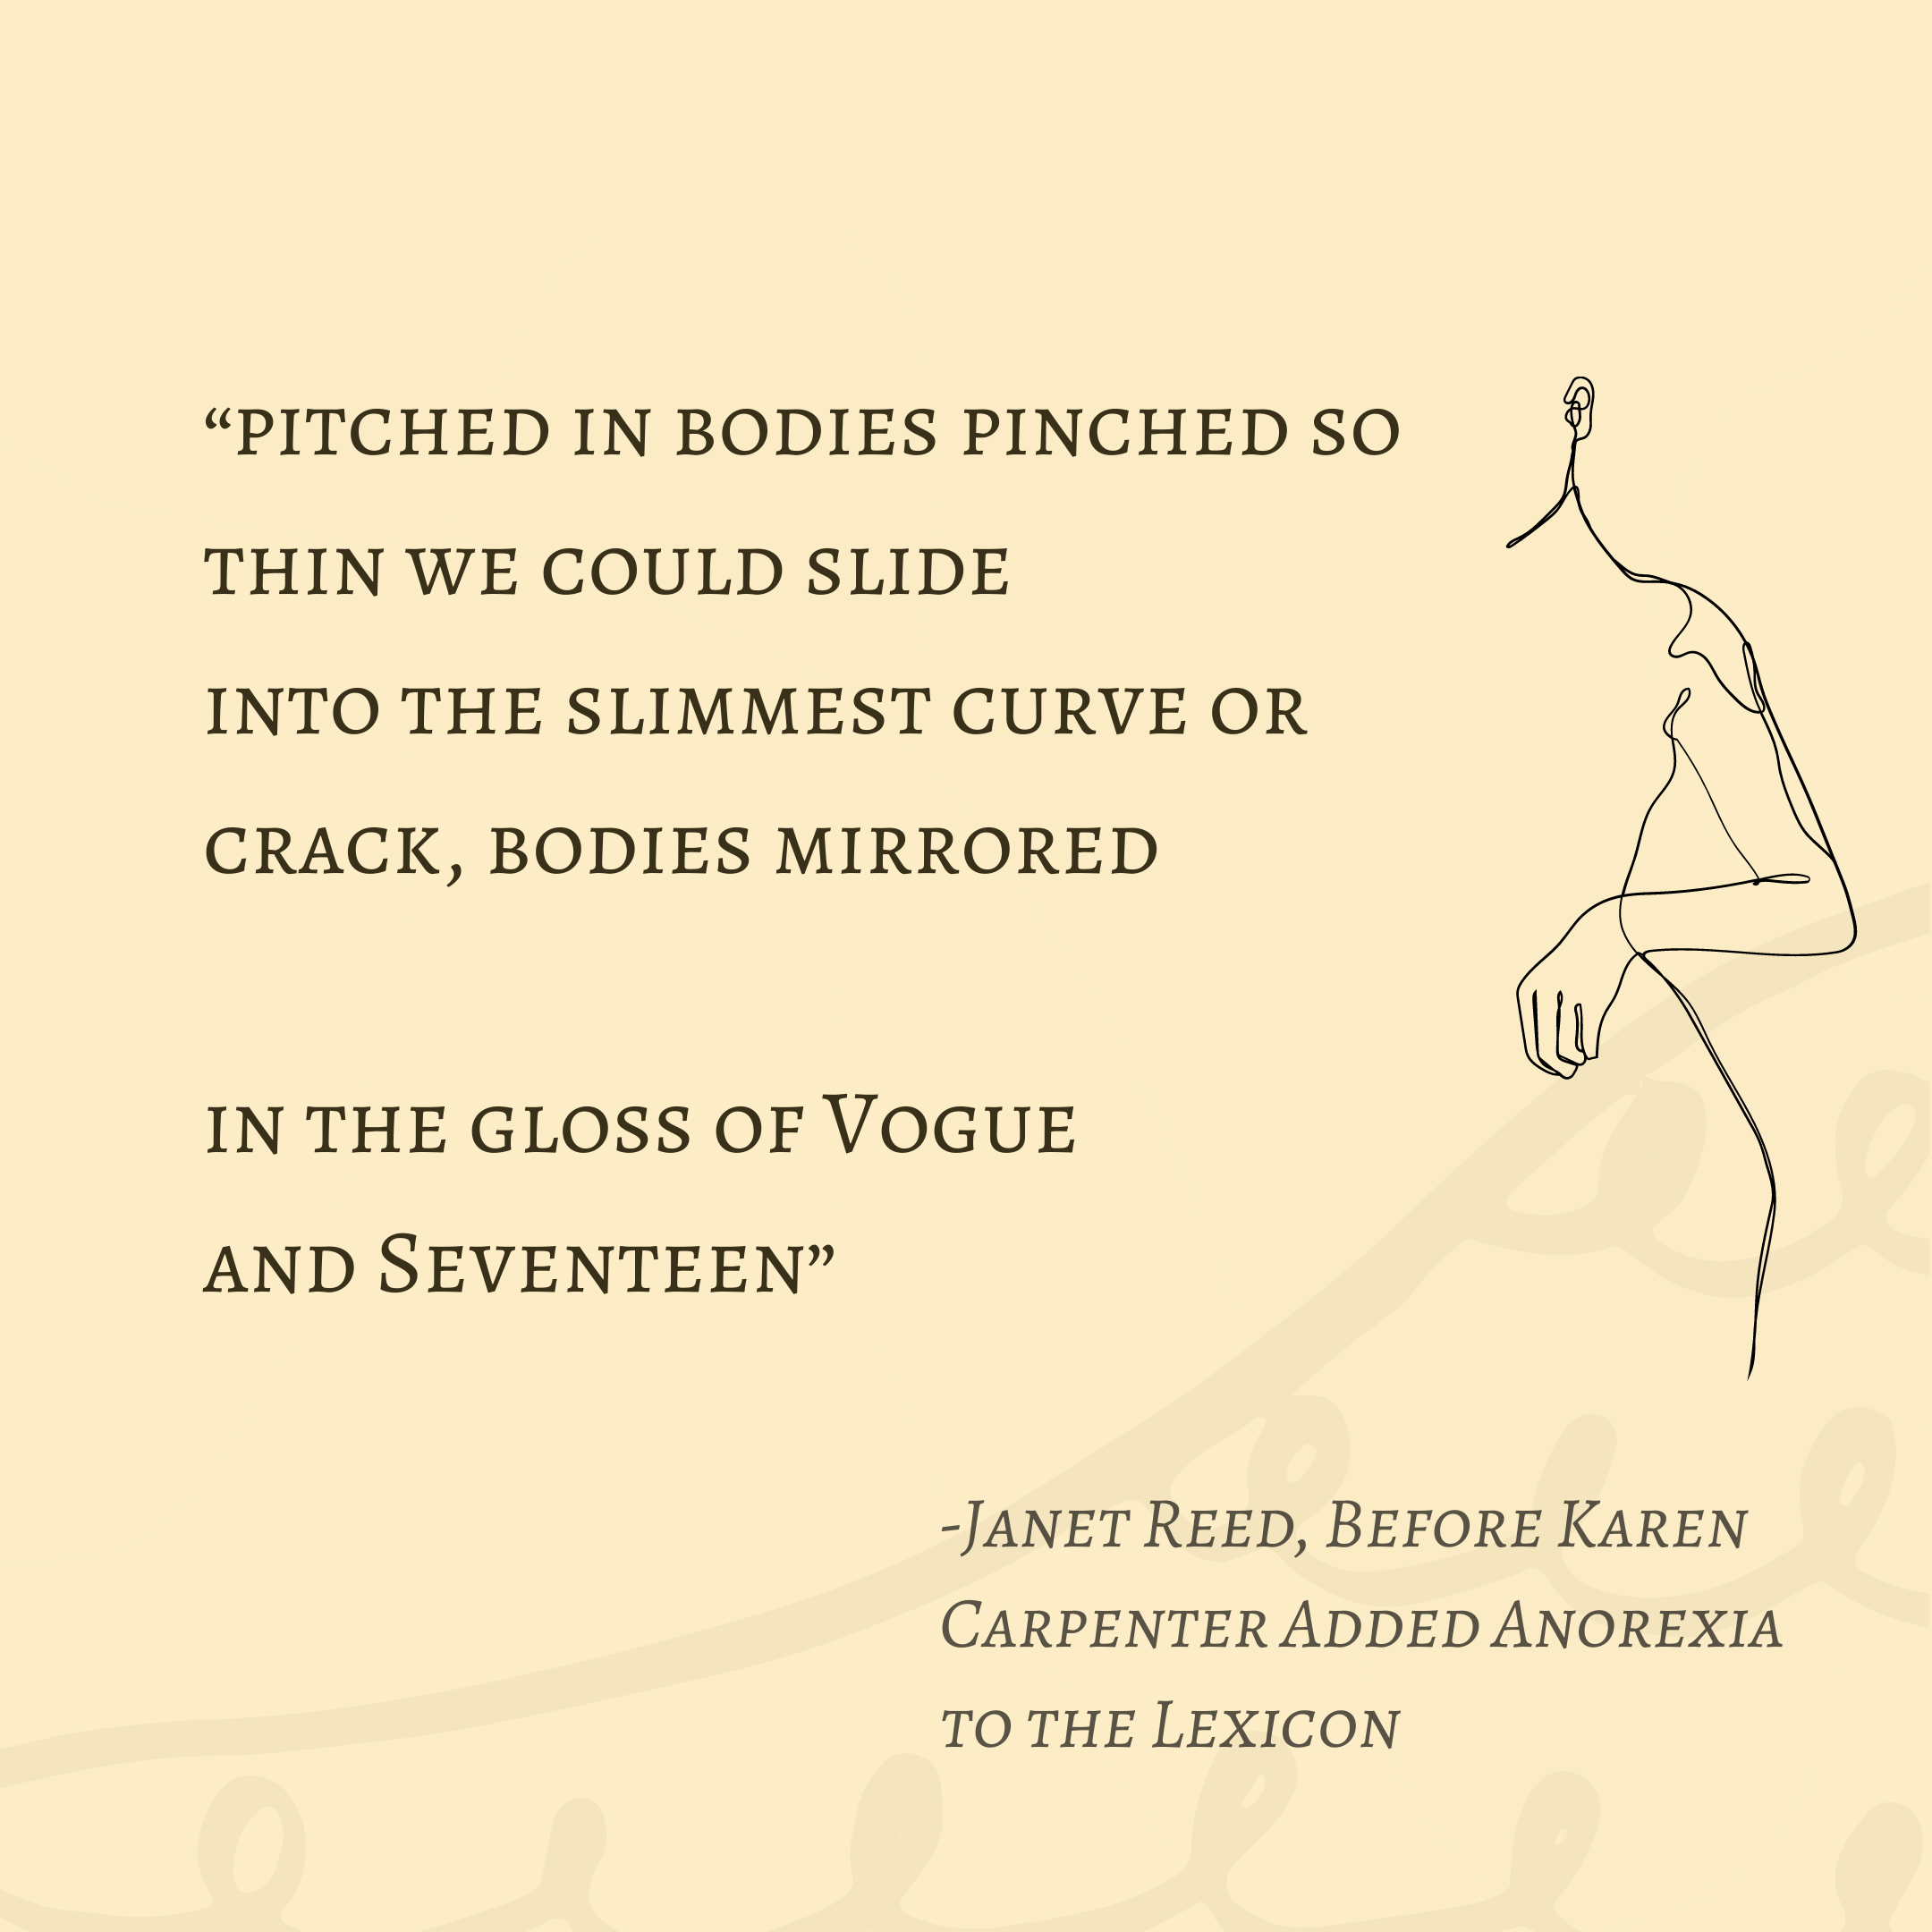 “PITCHED IN BODIES PINCHED SO
THIN WE COULD SLIDE
INTO THE SLIMMEST CURVE OR
CRACK, BODIES MIRRORED
IN THE GLOSS OF VOGUE
AND SEVENTEEN”
-JANET REED, BEFORE KAREN
CARPENTER ADDED ANOREXIA
TO THE LEXICON